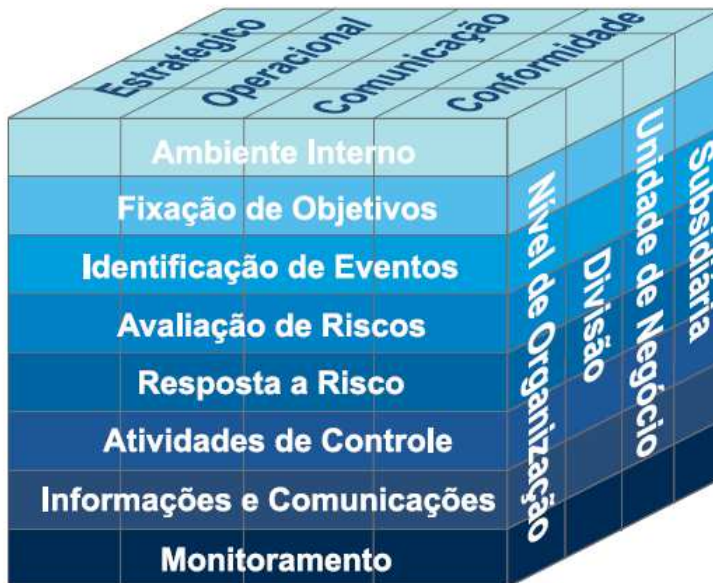 Estratégico
Operacional
Comunicação
Conformidade
Ambiente Interno
Fixação de Objetivos
Identificação de Eventos
Avaliação de Riscos
Resposta a Risco
Atividades de Controle
Informações e Comunicações
Monitoramento
Nível de Organização
Divisão
Unidade de Negócio
Subsidiaria